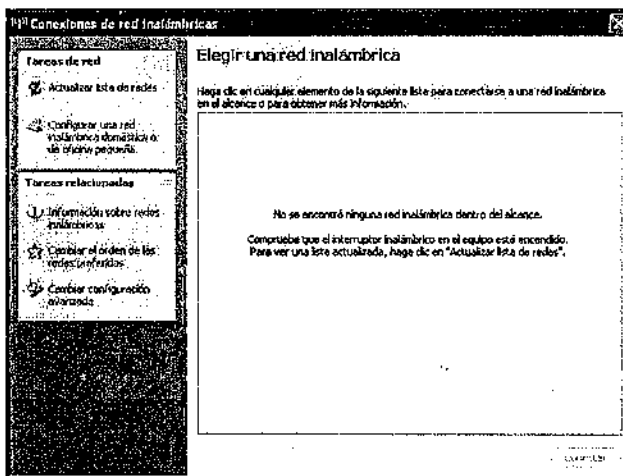 Conexiones de red inalámbricas
Tareas de red
Actualizar lista de redes
Configurar una red
inalámbrica doméstica o
de oficina pequeña
Tareas relacionadas
Información sobre redes
inalámbricas
Cambiar el orden de las
redes preferidas
Cambiar configuración
avanzada
Elegir una red inalámbrica
Haga clic en cualquier elemento de la siguiente lista para conectarse a una red inalámbrica
en el alcance o para obtener más información.
No se encontró ninguna red inalámbrica dentro del alcance.
Compruebe que el interruptor inalámbrico en el equipo está encendido.
Para ver una lista actualizada, haga clic en "Actualizar lista de redes".